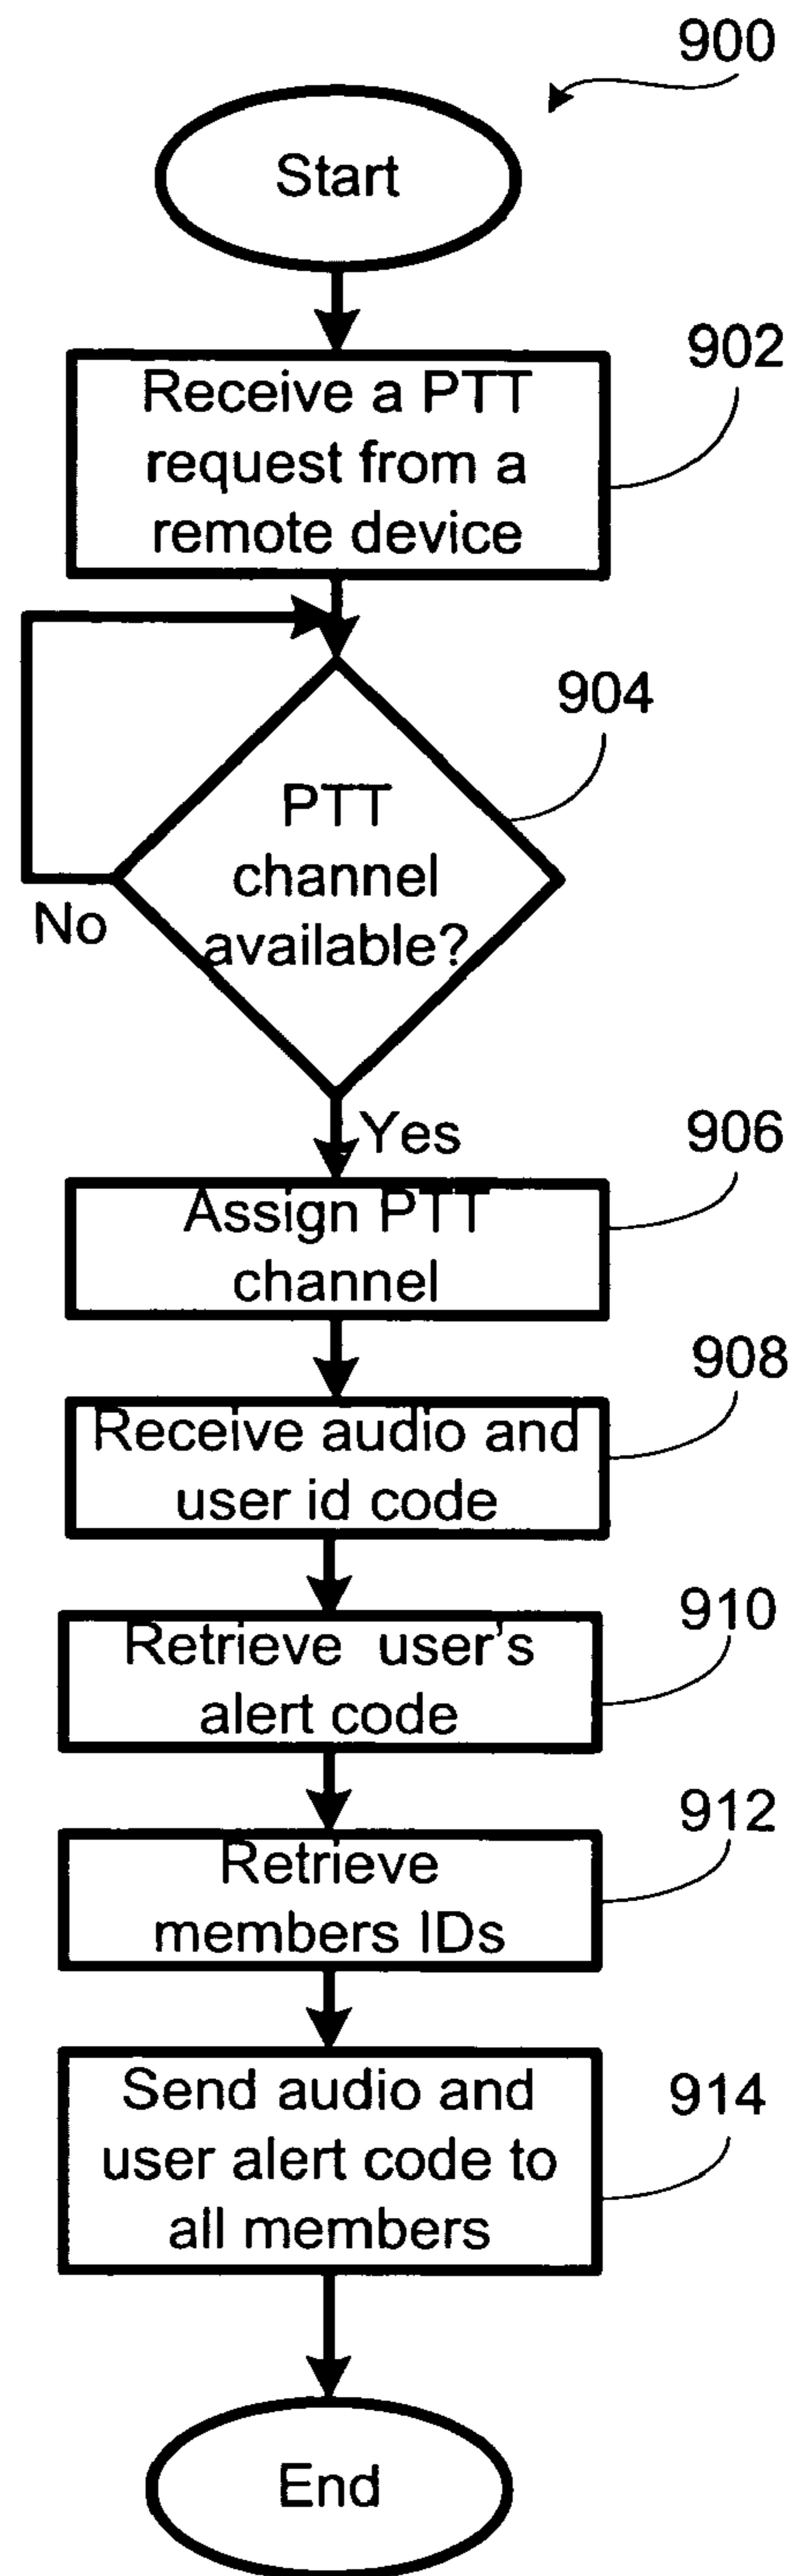 900
Start
902
Receive a PTT
request from a
remote device
904
PTT
channel
available?
No
Yes
906
Assign PTT
channel
908
Receive audio and
user id code
910
Retrieve user's
alert code
912
Retrieve
members IDs
914
Send audio and
user alert code to
all members
End